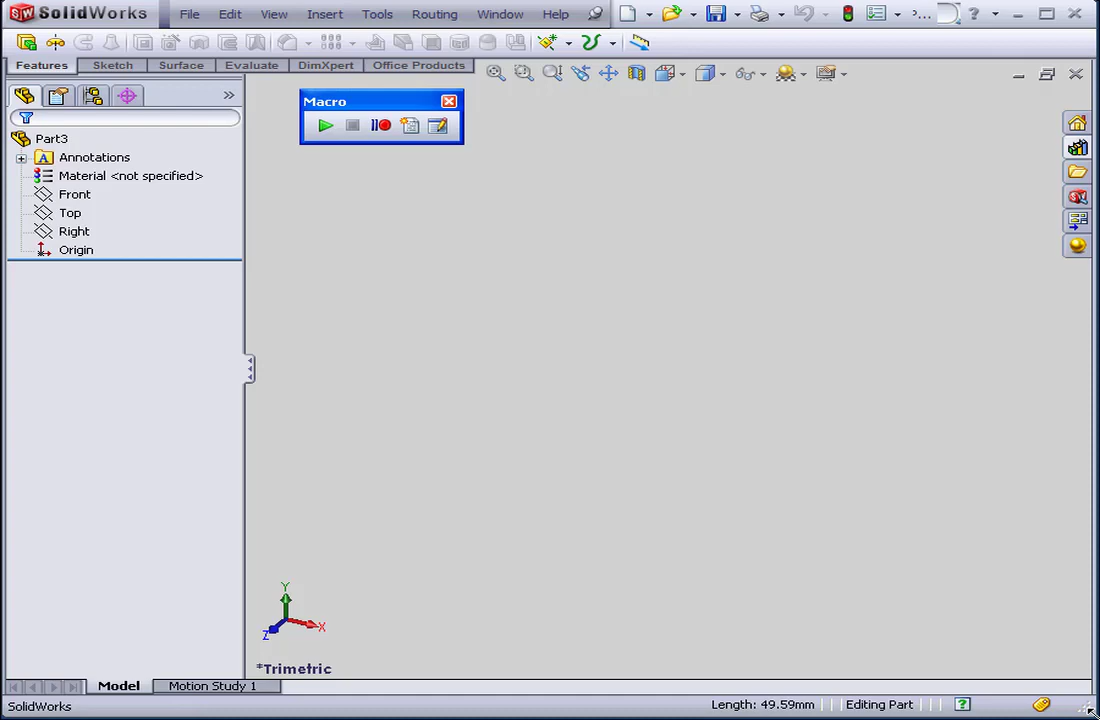 SolidWorks File Edit View Insert Tools Routing Window Help
Features Sketch Surface Evaluate DimXpert Office Products
Macro
Part3
A Annotations
Material <not specified>
Front
Top
Right
Origin
Y
X
Z
*Trimetric
Model Motion Study 1
SolidWorks Length: 49.59mm Editing Part